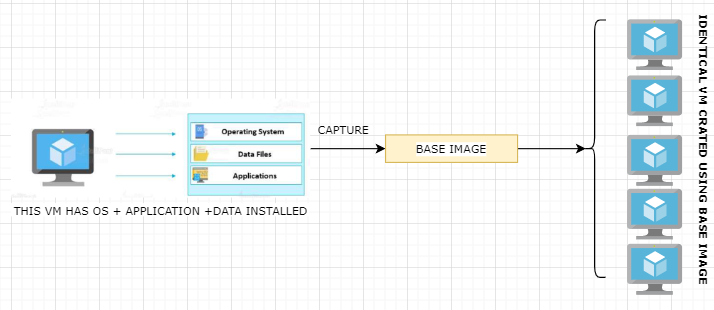 Operating System
Data Files
Applications
CAPTURE
BASE IMAGE
THIS VM HAS OS + APPLICATION +DATA INSTALLED
IDENTICAL VM CRATED USING BASE IMAGE